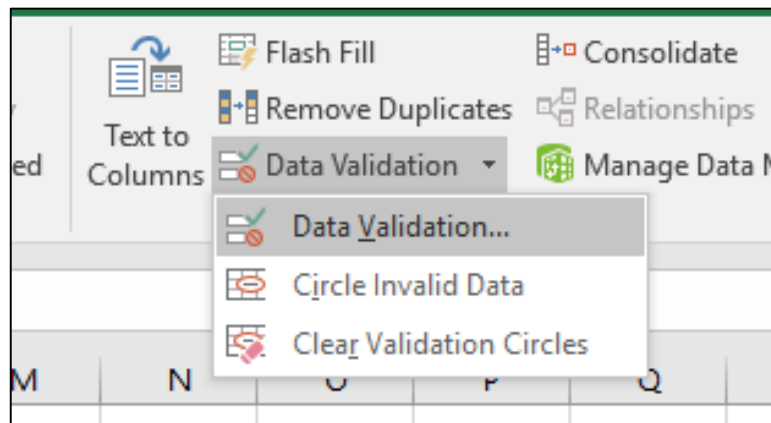 Flash Fill
Consolidate
Remove Duplicates
Relationships
Text to
Columns
ed
Data Validation
Manage Data M
Data Validation...
Circle Invalid Data
Clear Validation Circles
M
N
O
P
Q